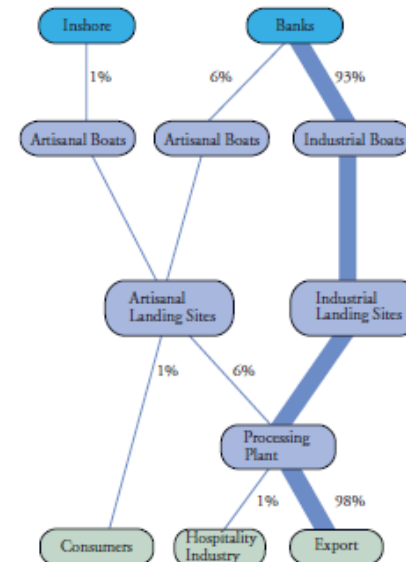 Inshore
Banks
1%
6%
93%
Artisanal Boats
Artisanal Boats
Industrial Boats
Artisanal
Landing Sites
Industrial
Landing Sites
1%
6%
Processing
Plant
1%
98%
Consumers
Hospitality
Industry
Export